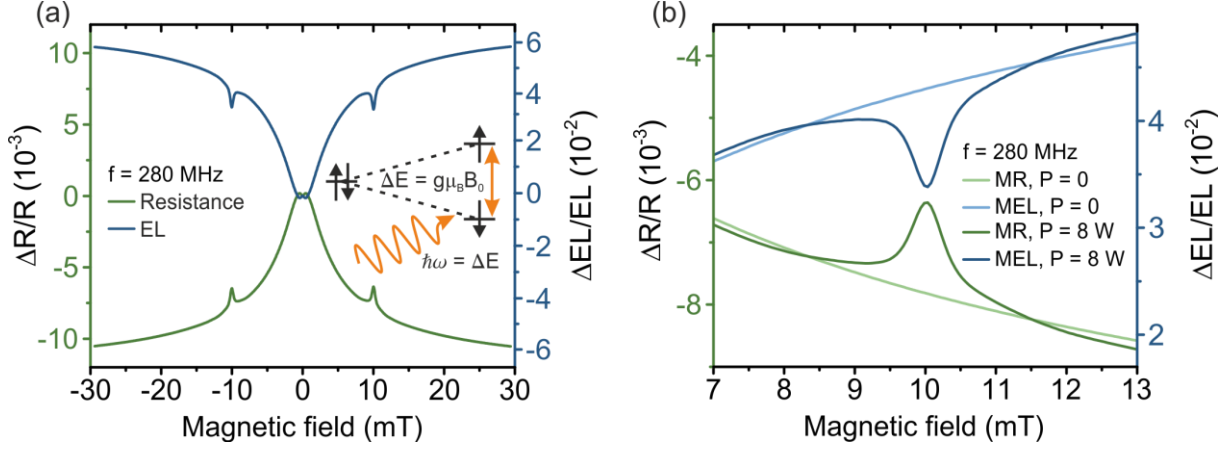 (a)
ΔR/R (10⁻³)
10
5
0
-5
-10
f = 280 MHz
Resistance
EL
ΔE = gμ_BB₀
ħω = ΔE
6
4
2
0
-2
-4
-6
ΔEL/EL (10⁻²)
-30 -20 -10 0 10 20 30
Magnetic field (mT)
(b)
ΔR/R (10⁻³)
-4
-6
-8
f = 280 MHz
MR, P = 0
MEL, P = 0
MR, P = 8 W
MEL, P = 8 W
4
3
2
ΔEL/EL (10⁻²)
7 8 9 10 11 12 13
Magnetic field (mT)